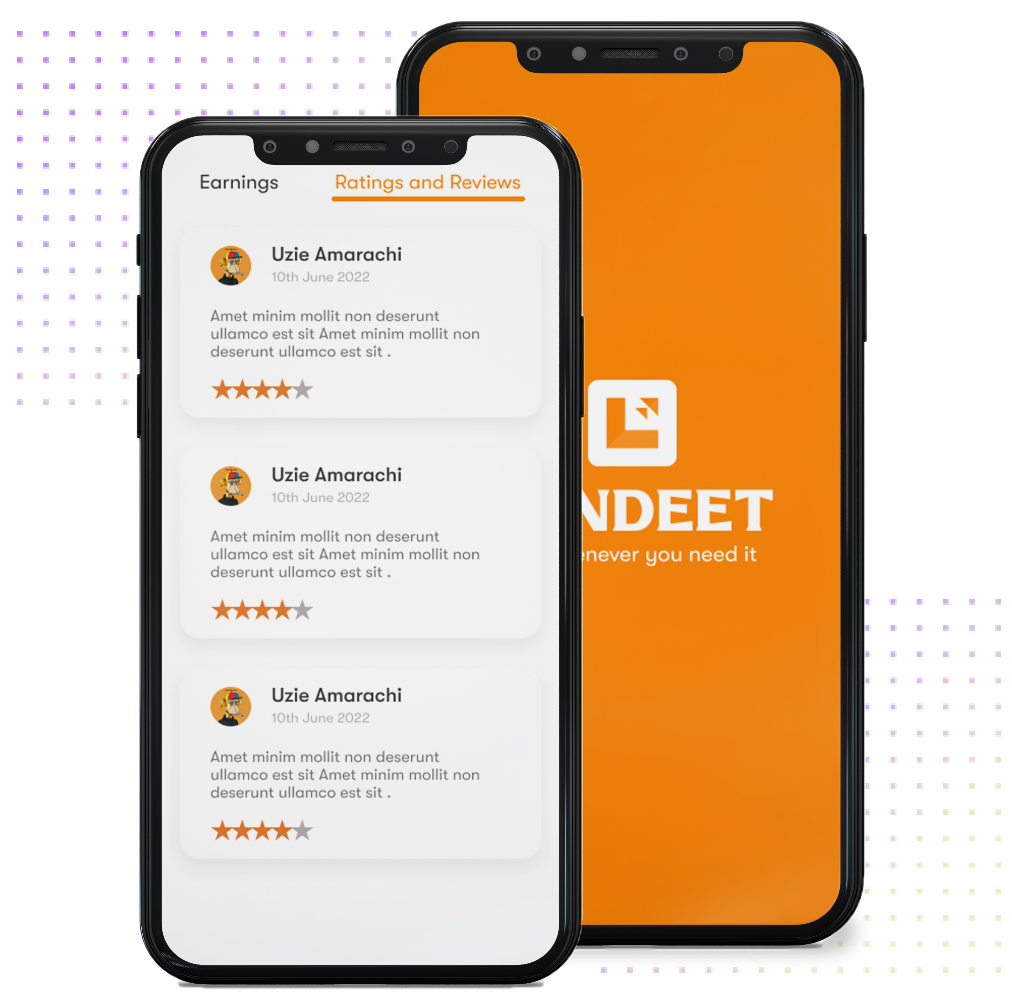 Earnings
Ratings and Reviews
Uzie Amarachi
10th June 2022
Amet minim mollit non deserunt
ullamco est sit Amet minim mollit non
deserunt ullamco est sit .
Uzie Amarachi
10th June 2022
Amet minim mollit non deserunt
ullamco est sit Amet minim mollit non
deserunt ullamco est sit .
Uzie Amarachi
10th June 2022
Amet minim mollit non deserunt
ullamco est sit Amet minim mollit non
deserunt ullamco est sit .
NDEET
enever you need it